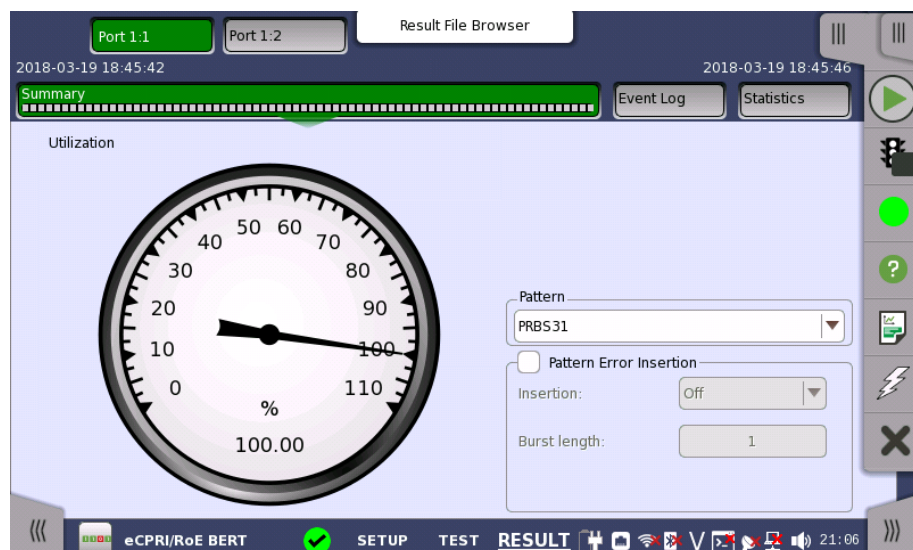 Result File Browser
Port 1:1
Port 1:2
2018-03-19 18:45:42
2018-03-19 18:45:46
Summary
Event Log
Statistics
Utilization
0
10
20
30
40
50
60
70
80
90
100
110
%
100.00
Pattern
PRBS31
Pattern Error Insertion
Insertion:
Off
Burst length:
1
eCPRI/RoE BERT
SETUP
TEST
RESULT
21:06